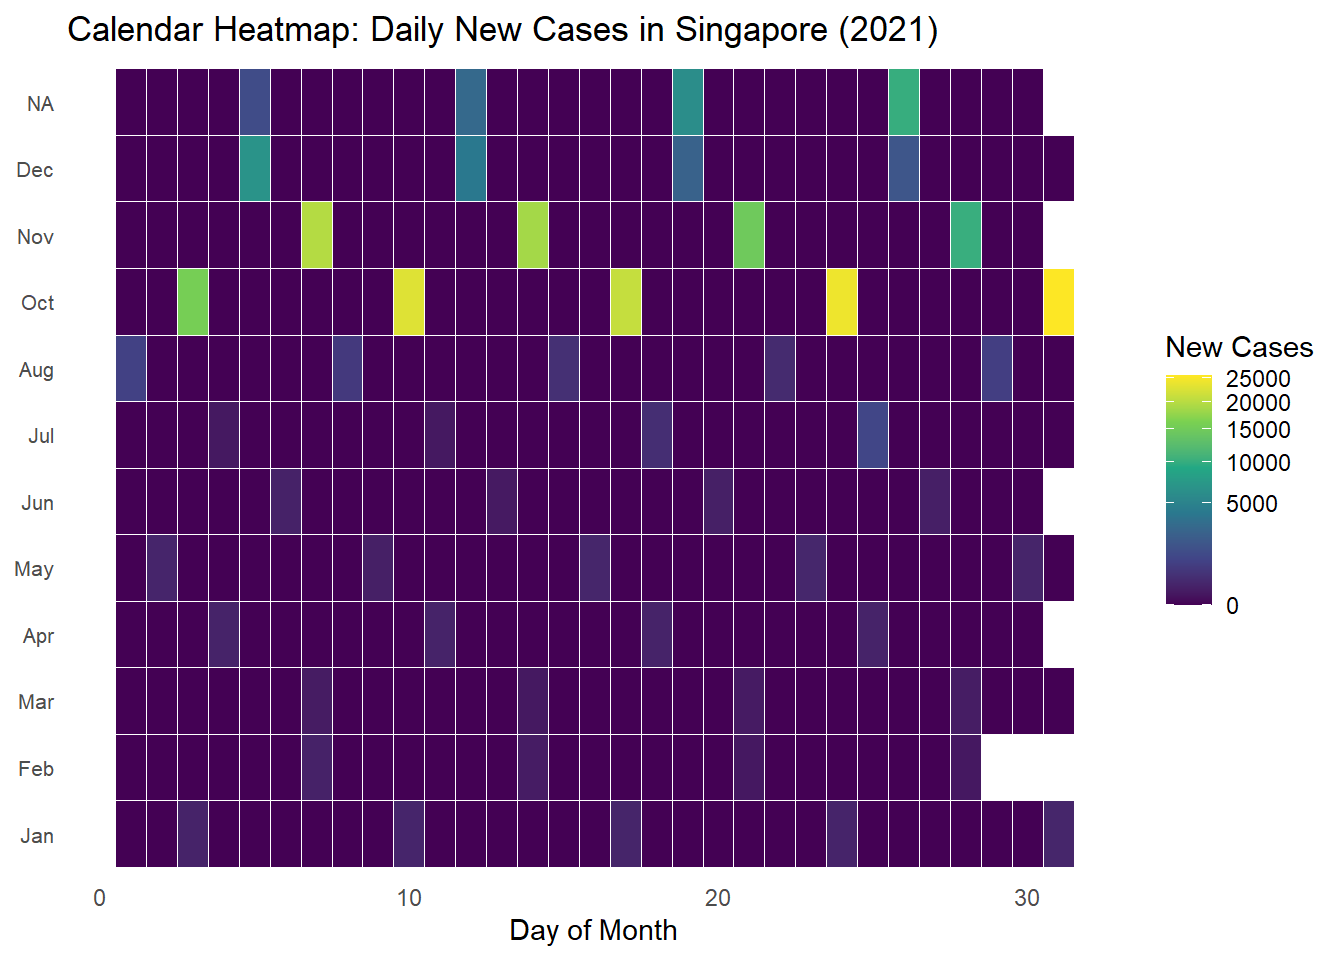 Calendar Heatmap: Daily New Cases in Singapore (2021)
NA
Dec
Nov
Oct
Aug
Jul
Jun
May
Apr
Mar
Feb
Jan
0 10 20 30
Day of Month
New Cases
25000
20000
15000
10000
5000
0